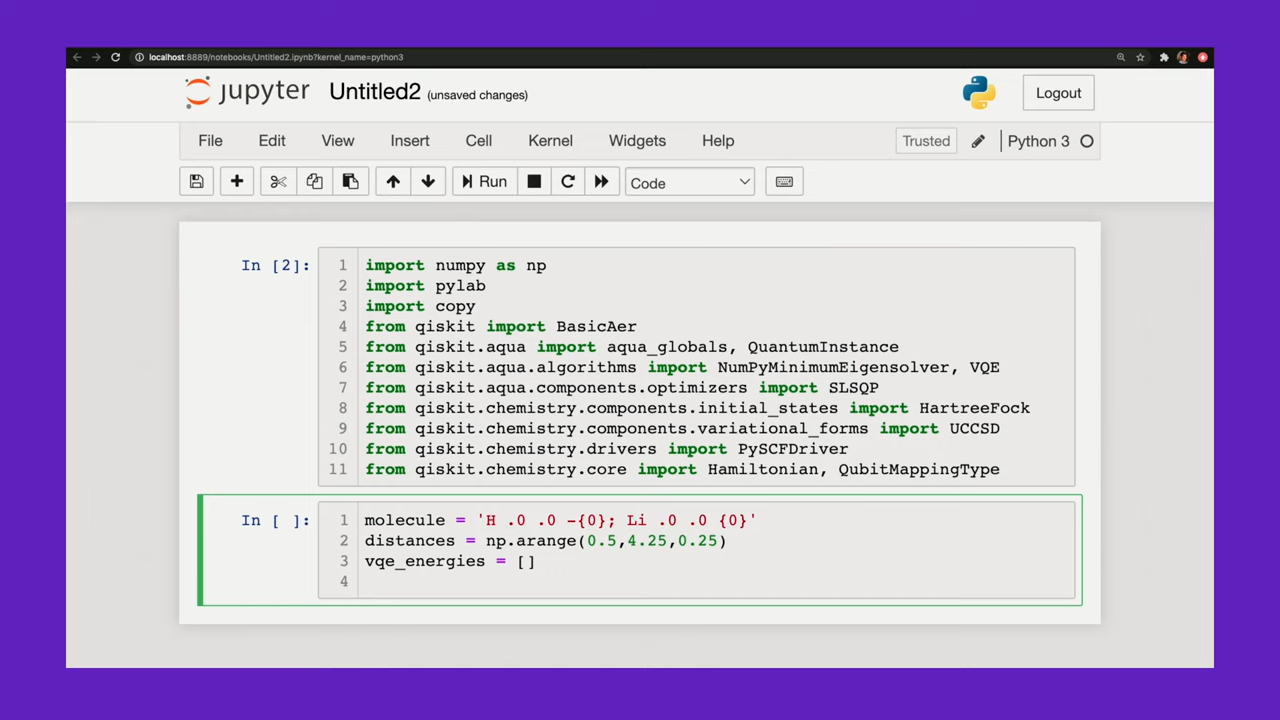 localhost:8889/notebooks/Untitled2.ipynb?kernel_name=python3
jupyter Untitled2 (unsaved changes)
Logout
File Edit View Insert Cell Kernel Widgets Help
Trusted Python 3
Run Code
In [2]:
1 import numpy as np
2 import pylab
3 import copy
4 from qiskit import BasicAer
5 from qiskit.aqua import aqua_globals, QuantumInstance
6 from qiskit.aqua.algorithms import NumPyMinimumEigensolver, VQE
7 from qiskit.aqua.components.optimizers import SLSQP
8 from qiskit.chemistry.components.initial_states import HartreeFock
9 from qiskit.chemistry.components.variational_forms import UCCSD
10 from qiskit.chemistry.drivers import PySCFDriver
11 from qiskit.chemistry.core import Hamiltonian, QubitMappingType
In [ ]:
1 molecule = 'H .0 .0 -{0}; Li .0 .0 {0}'
2 distances = np.arange(0.5,4.25,0.25)
3 vqe_energies = []
4